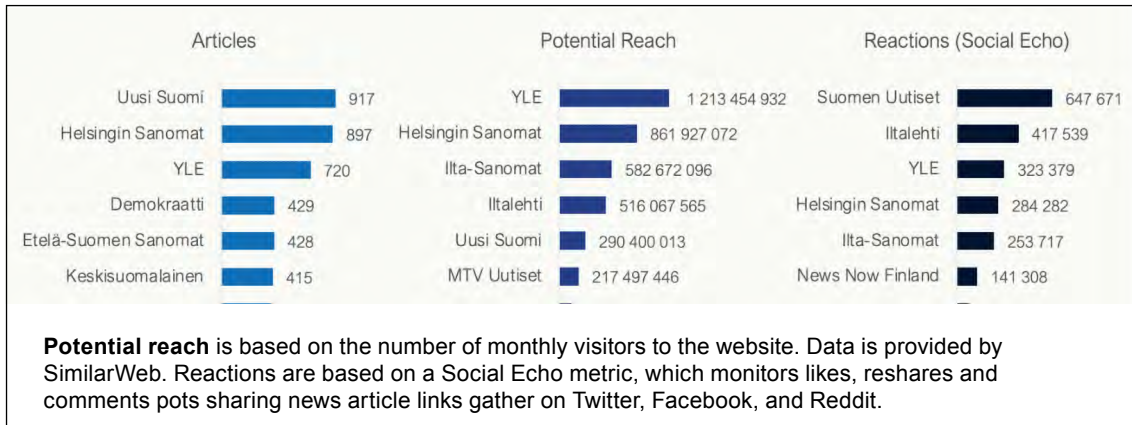 Articles
Uusi Suomi 917
Helsingin Sanomat 897
YLE 720
Demokraatti 429
Etelä-Suomen Sanomat 428
Keskisuomalainen 415
Potential Reach
YLE 1 213 454 932
Helsingin Sanomat 861 927 072
Ilta-Sanomat 582 672 096
Iltalehti 516 067 565
Uusi Suomi 290 400 013
MTV Uutiset 217 497 446
Reactions (Social Echo)
Suomen Uutiset 647 671
Iltalehti 417 539
YLE 323 379
Helsingin Sanomat 284 282
Ilta-Sanomat 253 717
News Now Finland 141 308
Potential reach is based on the number of monthly visitors to the website. Data is provided by
SimilarWeb. Reactions are based on a Social Echo metric, which monitors likes, reshares and
comments pots sharing news article links gather on Twitter, Facebook, and Reddit.